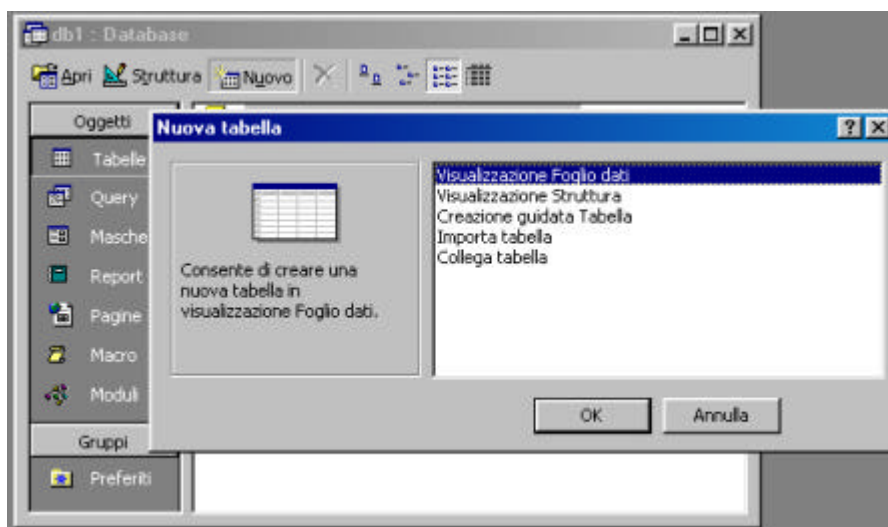 db1 : Database
Apri Struttura Nuovo
Oggetti
Tabelle
Query
Masche
Report
Pagine
Macro
Moduli
Gruppi
Preferiti
Nuova tabella
Consente di creare una
nuova tabella in
visualizzazione Foglio dati.
Visualizzazione Foglio dati
Visualizzazione Struttura
Creazione guidata Tabella
Importa tabella
Collega tabella
OK Annulla